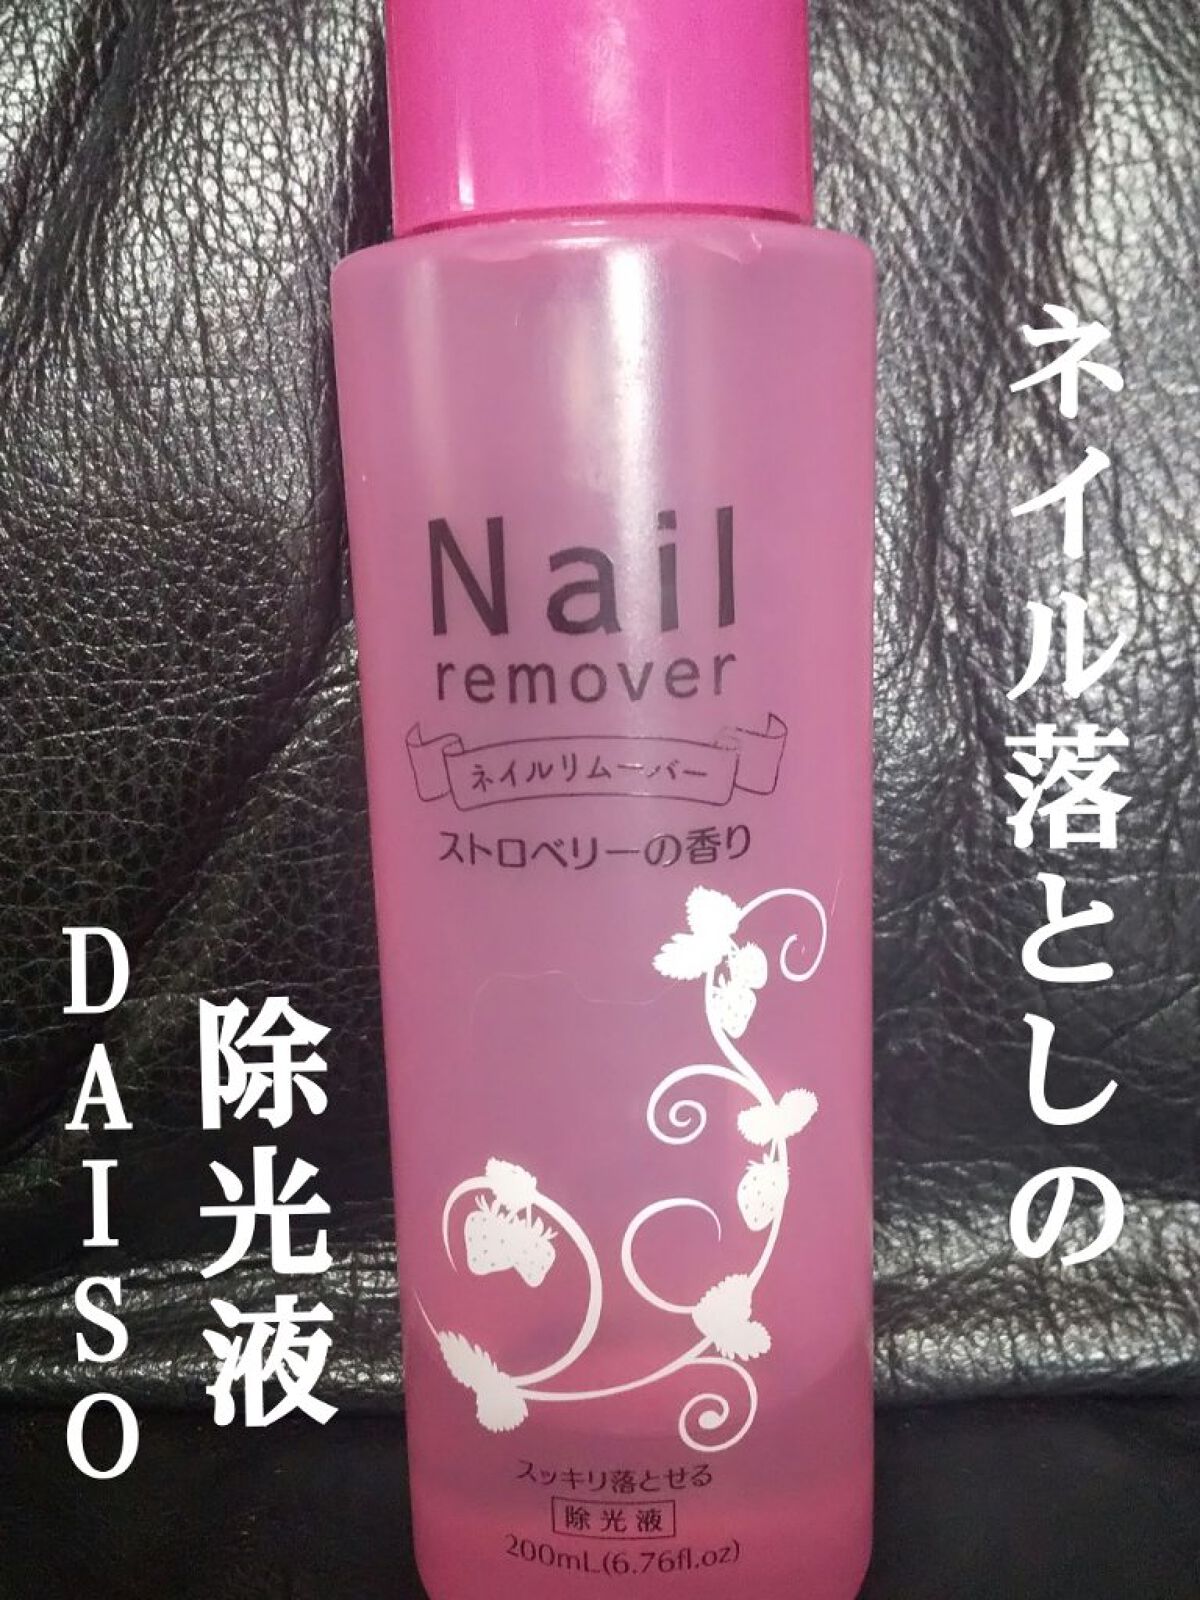 ネイル落としの
除光液
DAISO
Nail
remover
ネイルリムーバー
ストロベリーの香り
スッキリ落とせる
除光液
200mL(6.76fl.oz)